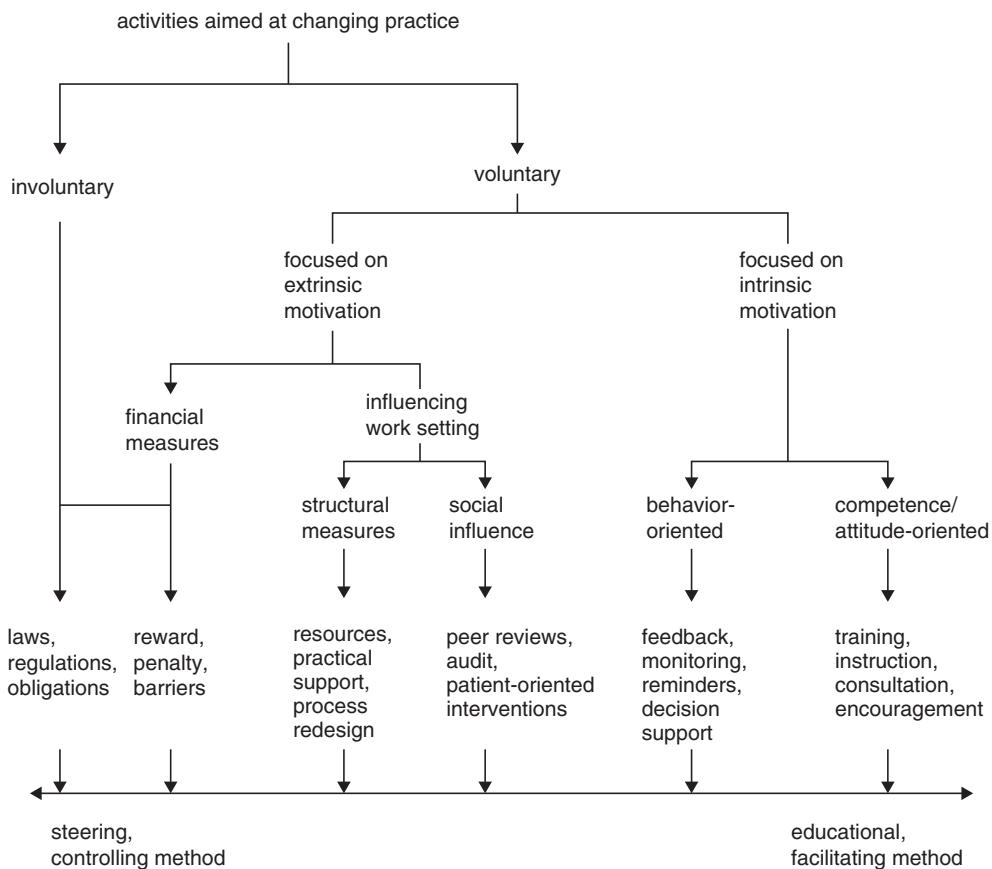 activities aimed at changing practice
involuntary
voluntary
focused on
extrinsic
motivation
focused on
intrinsic
motivation
financial
measures
influencing
work setting
structural
measures
social
influence
behavior-
oriented
competence/
attitude-oriented
laws,
regulations,
obligations
reward,
penalty,
barriers
resources,
practical
support,
process
redesign
peer reviews,
audit,
patient-oriented
interventions
feedback,
monitoring,
reminders,
decision
support
training,
instruction,
consultation,
encouragement
steering,
controlling method
educational,
facilitating method